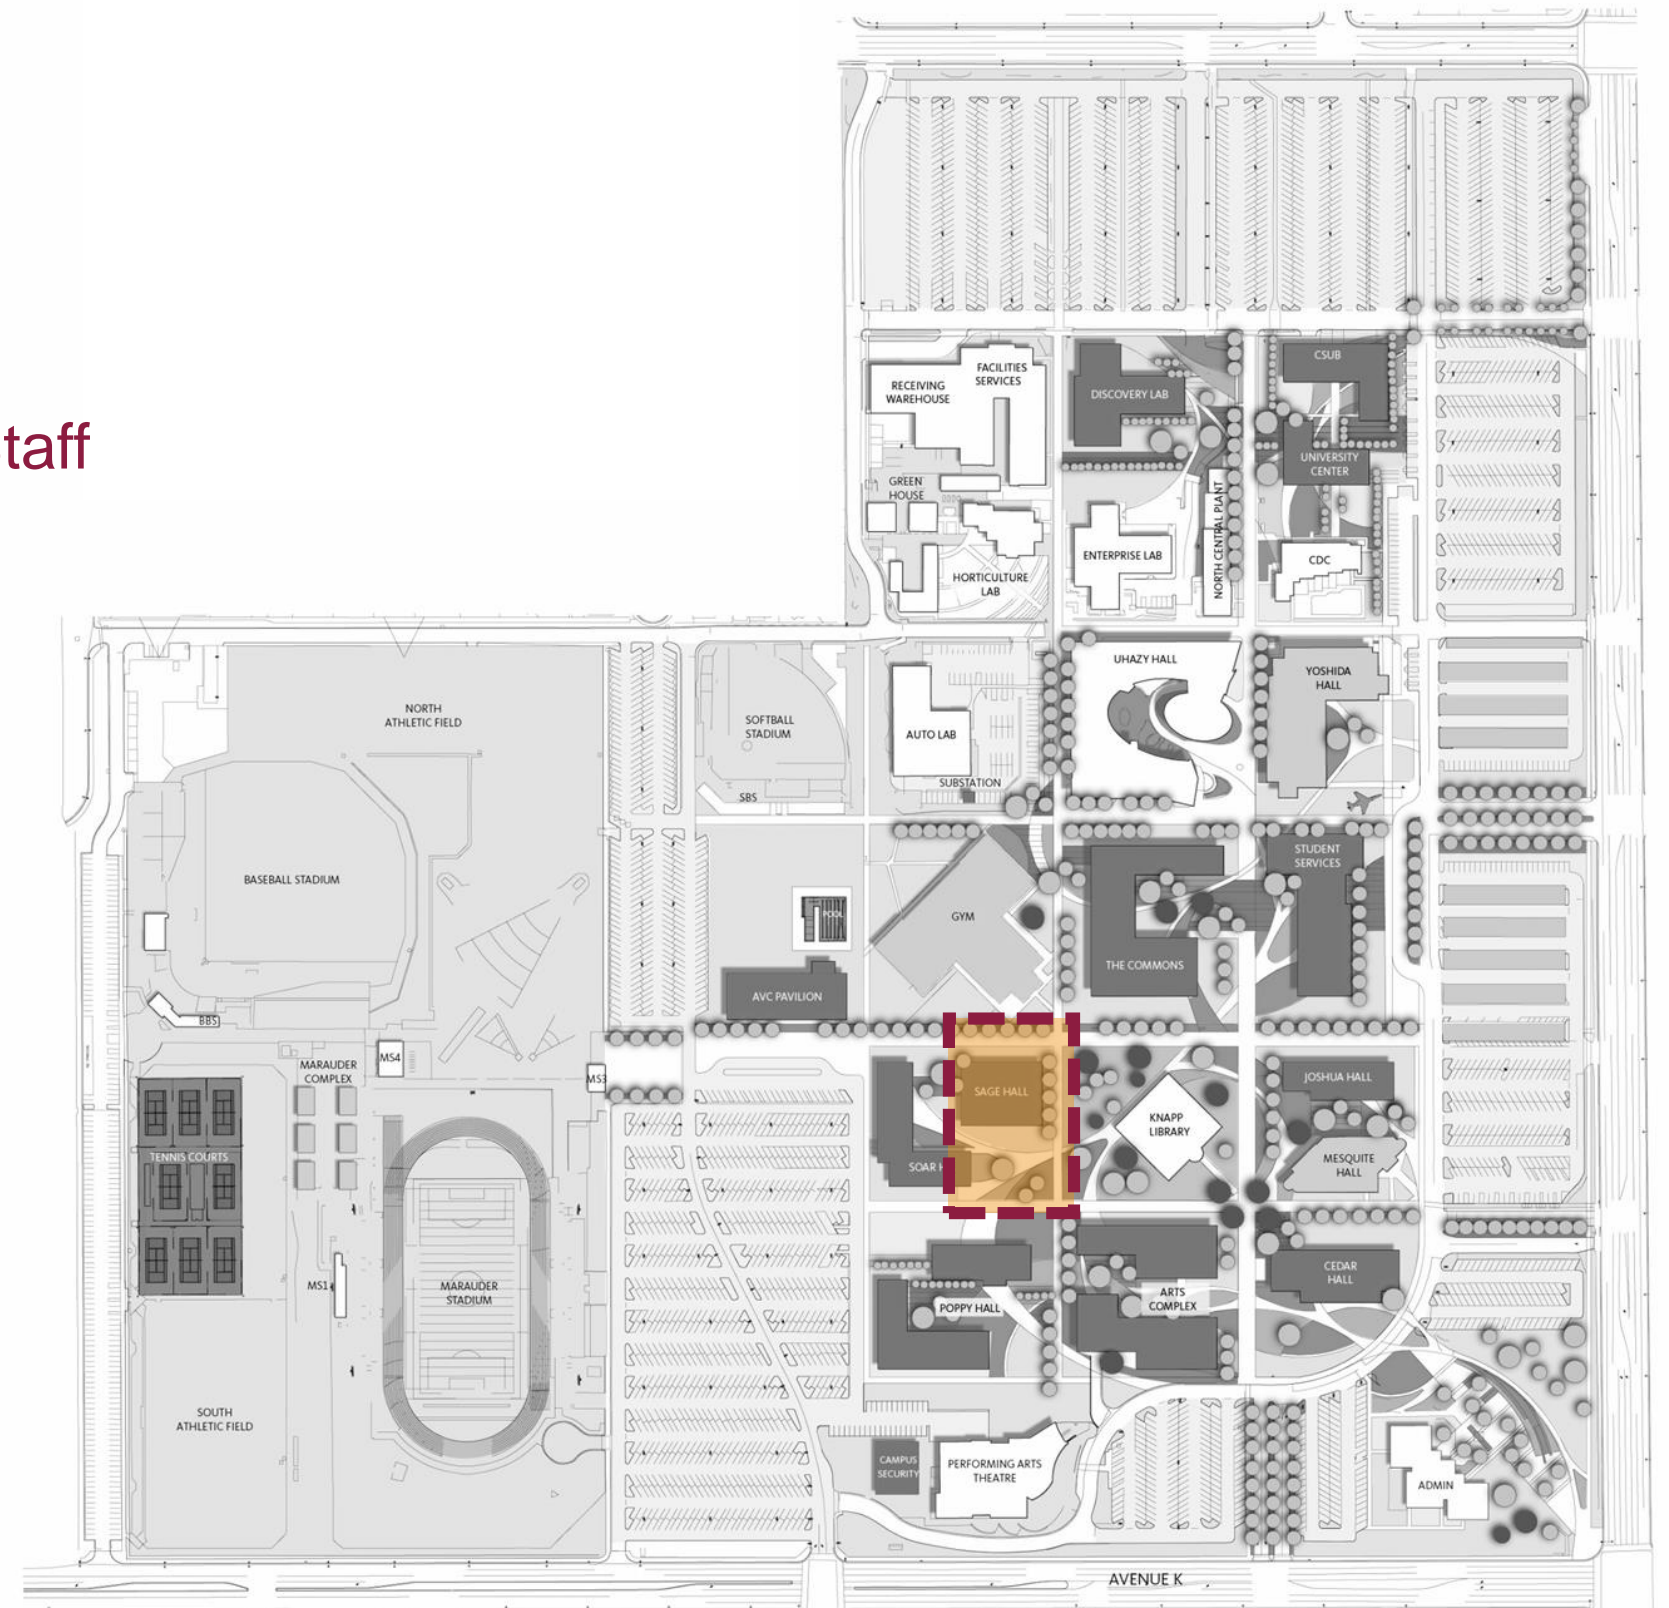 taff
RECEIVING
WAREHOUSE
FACILITIES
SERVICES
DISCOVERY LAB
CSUB
UNIVERSITY
CENTER
GREEN
HOUSE
NORTH CENTRAL PLANT
ENTERPRISE LAB
CDC
HORTICULTURE
LAB
UHAZY HALL
YOSHIDA
HALL
NORTH
ATHLETIC FIELD
SOFTBALL
STADIUM
AUTO LAB
SUBSTATION
SBS
STUDENT
SERVICES
BASEBALL STADIUM
POOL
GYM
THE COMMONS
AVC PAVILION
BBS
MS4
MARAUDER
COMPLEX
MS3
SAGE HALL
JOSHUA HALL
KNAPP
LIBRARY
TENNIS COURTS
SOAR H
MESQUITE
HALL
MS1
MARAUDER
STADIUM
POPPY HALL
ARTS
COMPLEX
CEDAR
HALL
SOUTH
ATHLETIC FIELD
CAMPUS
SECURITY
PERFORMING ARTS
THEATRE
ADMIN
AVENUE K